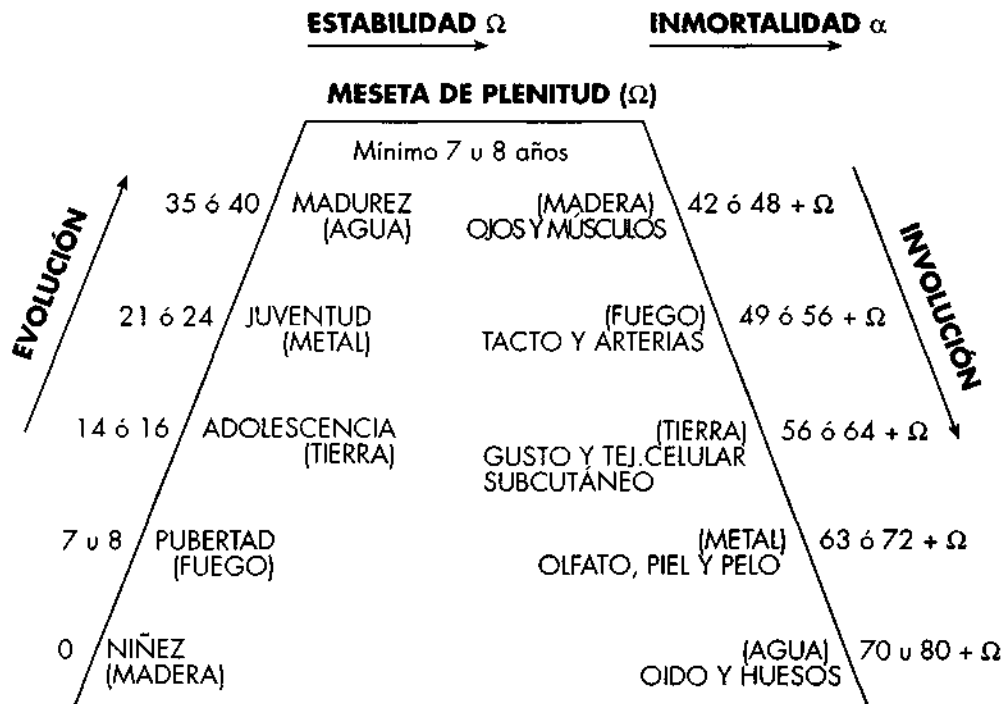 ESTABILIDAD Ω
INMORTALIDAD α
MESETA DE PLENITUD (Ω)
Mínimo 7 u 8 años
EVOLUCIÓN
35 ó 40 MADUREZ
(AGUA)
21 ó 24 JUVENTUD
(METAL)
14 ó 16 ADOLESCENCIA
(TIERRA)
7 u 8 PUBERTAD
(FUEGO)
0 NIÑEZ
(MADERA)
(MADERA) 42 ó 48 + Ω
OJOS Y MÚSCULOS
(FUEGO) 49 ó 56 + Ω
TACTO Y ARTERIAS
(TIERRA) 56 ó 64 + Ω
GUSTO Y TEJ.CELULAR
SUBCUTÁNEO
(METAL) 63 ó 72 + Ω
OLFATO, PIEL Y PELO
(AGUA) 70 u 80 + Ω
OIDO Y HUESOS
INVOLUCIÓN